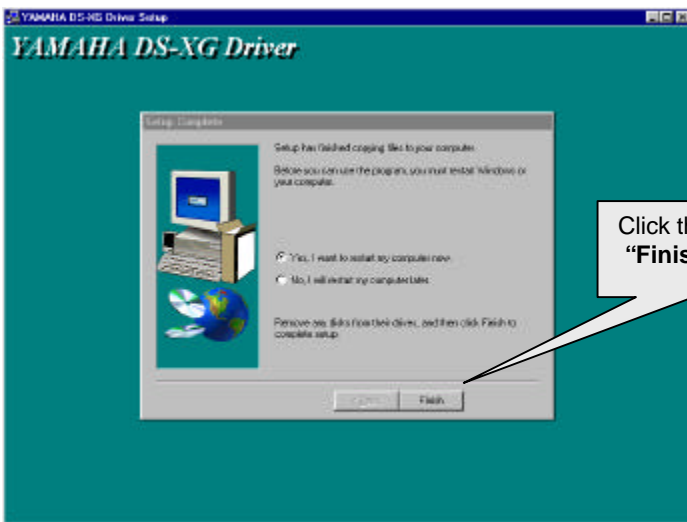 YAMAHA DS-XG Driver Setup
YAMAHA DS-XG Driver
Setup Complete
Setup has finished copying files to your computer.
Before you can use the program, you must restart Windows or
your computer.
Yes, I want to restart my computer now.
No, I will restart my computer later.
Remove any disks from their drives, and then click Finish to
complete setup.
Finish
Click th
“Finis